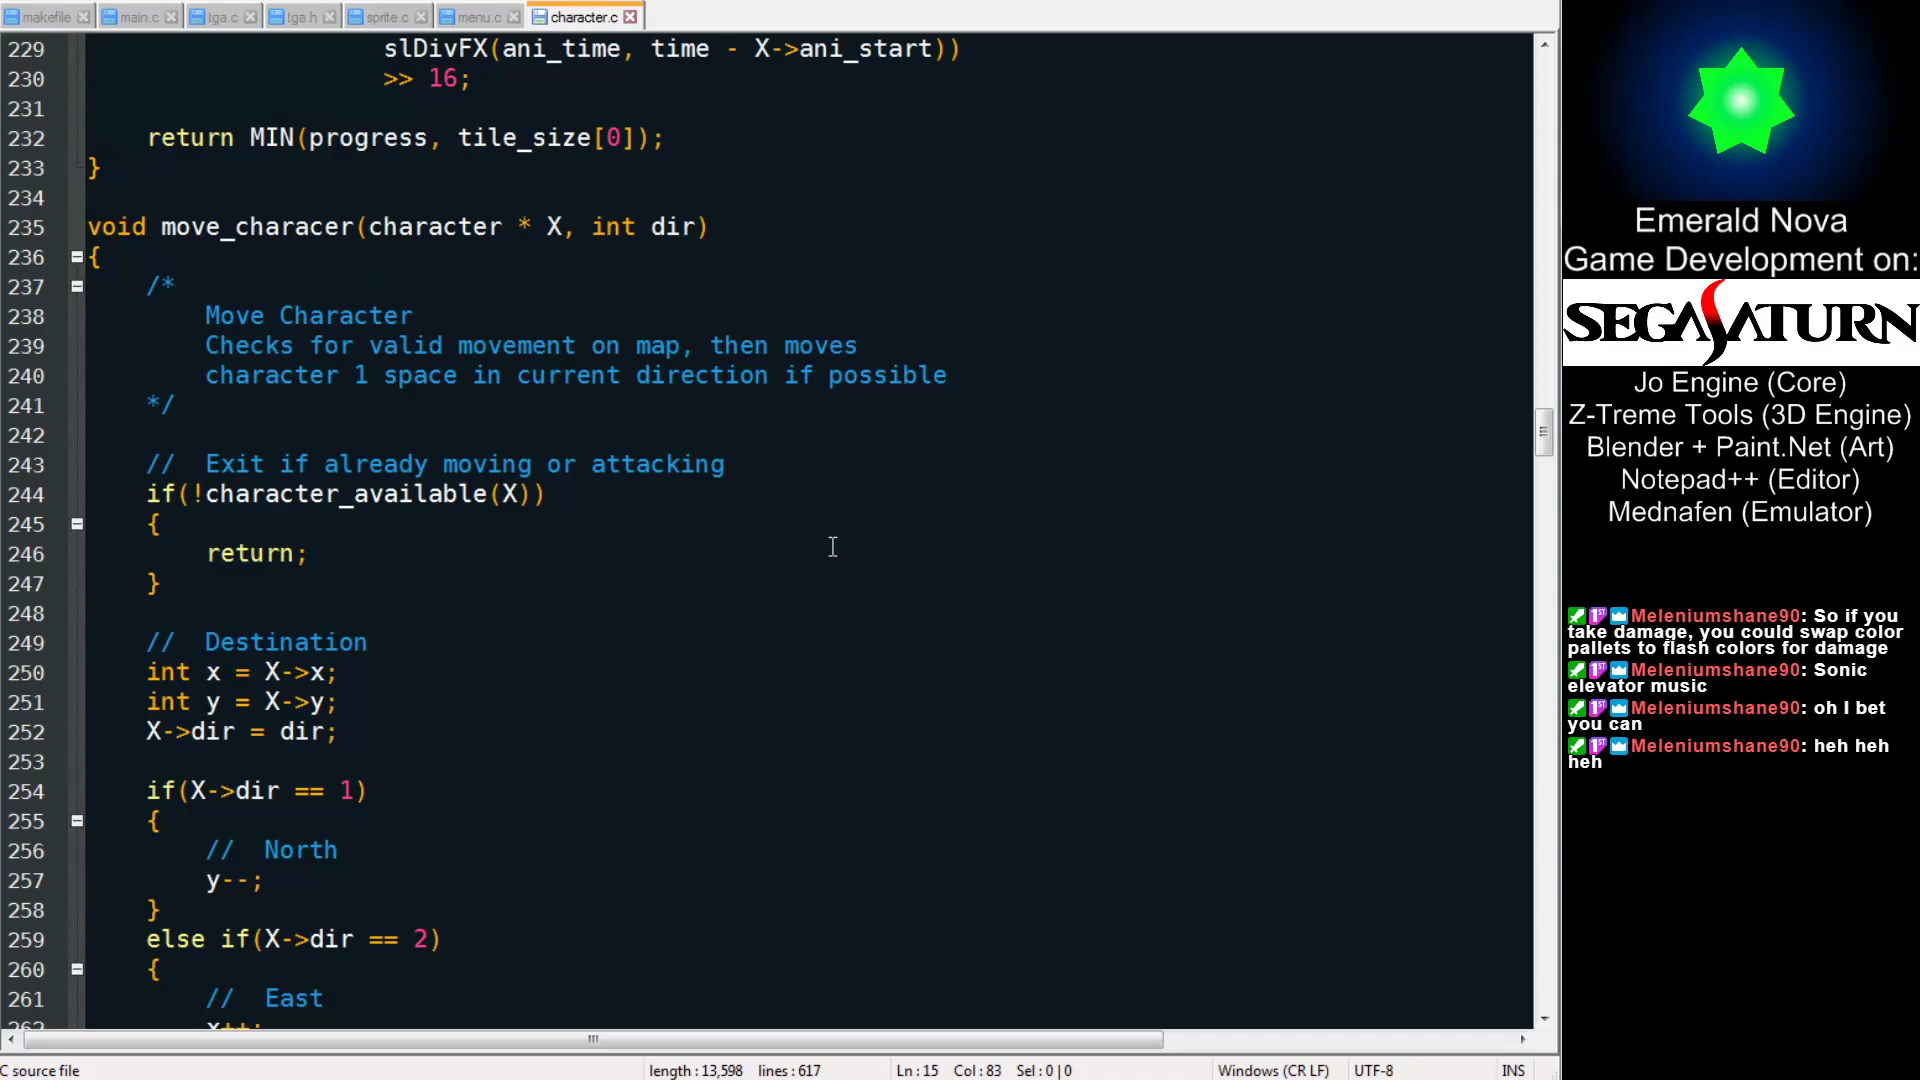 makefile main.c tga.c tga.h sprite.c menu.c character.c
229 slDivFX(ani_time, time - X->ani_start))
230 >> 16;
231
232 return MIN(progress, tile_size[0]);
233 }
234
235 void move_characer(character * X, int dir)
236 {
237 /*
238 Move Character
239 Checks for valid movement on map, then moves
240 character 1 space in current direction if possible
241 */
242
243 // Exit if already moving or attacking
244 if(!character_available(X))
245 {
246 return;
247 }
248
249 // Destination
250 int x = X->x;
251 int y = X->y;
252 X->dir = dir;
253
254 if(X->dir == 1)
255 {
256 // North
257 y--;
258 }
259 else if(X->dir == 2)
260 {
261 // East
262 x++;
C source file length : 13,598 lines : 617 Ln : 15 Col : 83 Sel : 0 | 0 Windows (CR LF) UTF-8 INS
Emerald Nova
Game Development on:
SEGA SATURN
Jo Engine (Core)
Z-Treme Tools (3D Engine)
Blender + Paint.Net (Art)
Notepad++ (Editor)
Mednafen (Emulator)
1ST Meleniumshane90: So if you
take damage, you could swap color
pallets to flash colors for damage
1ST Meleniumshane90: Sonic
elevator music
1ST Meleniumshane90: oh I bet
you can
1ST Meleniumshane90: heh heh
heh